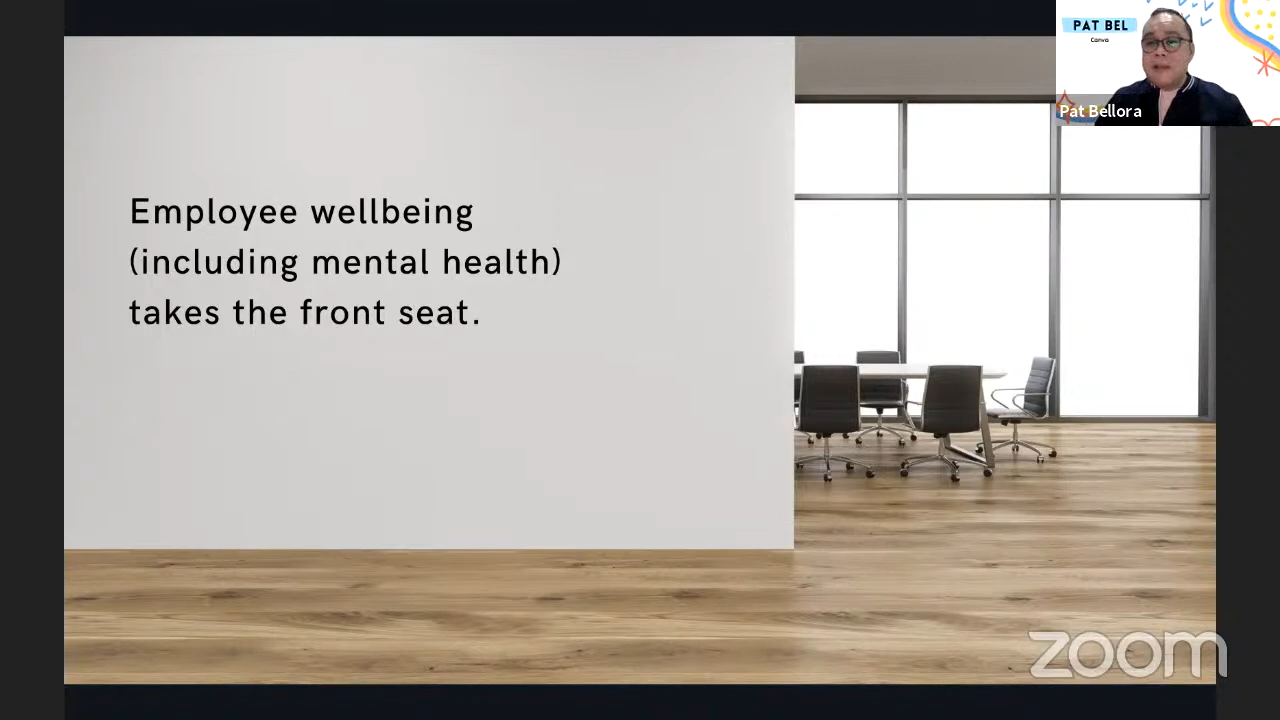 Employee wellbeing
(including mental health)
takes the front seat.
PAT BEL
Canva
Pat Bellora
zoom